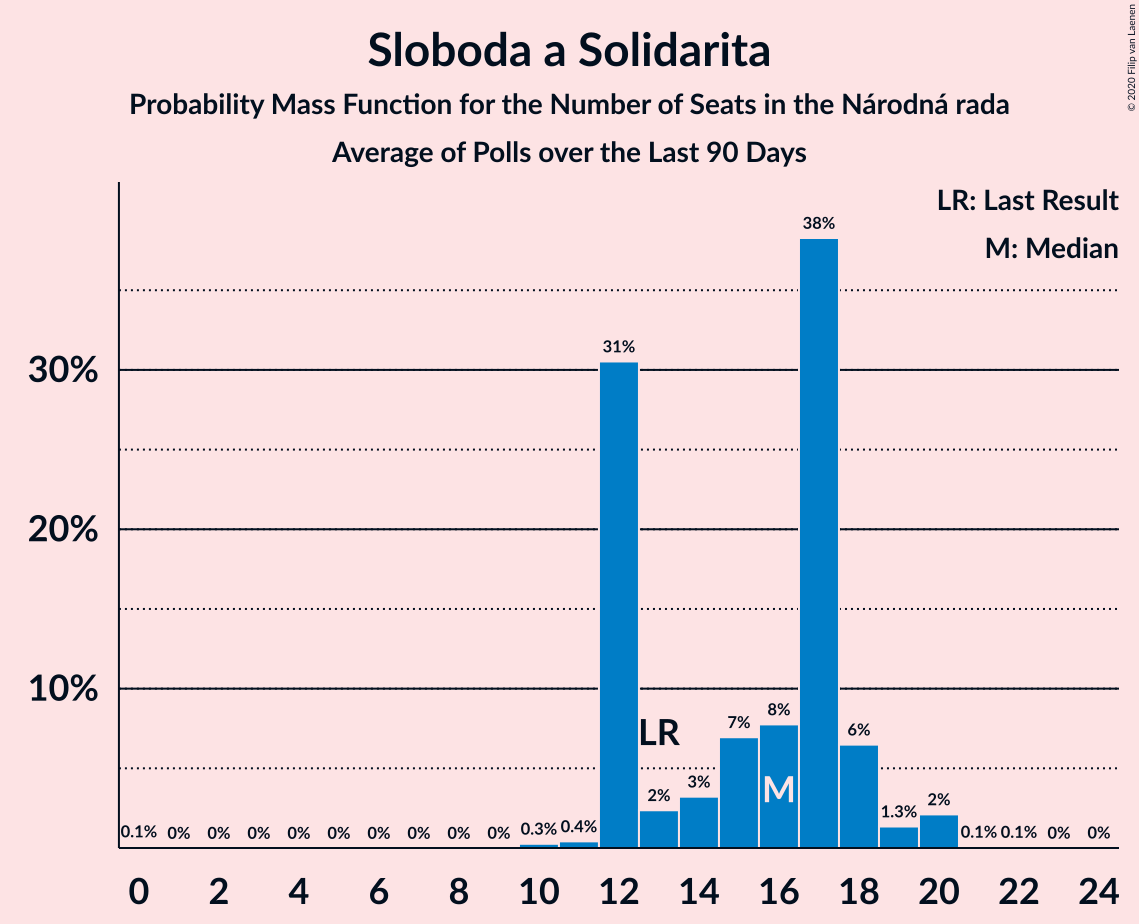 Sloboda a Solidarita
Probability Mass Function for the Number of Seats in the Národná rada
Average of Polls over the Last 90 Days
© 2020 Filip van Laenen
LR: Last Result
M: Median
38%
31%
30%
20%
10%
LR
8%
7%
6%
M
3%
2%
2%
1.3%
0.1% 0% 0% 0% 0% 0% 0% 0% 0% 0% 0.3% 0.4%
0.1% 0.1% 0% 0%
0 2 4 6 8 10 12 14 16 18 20 22 24